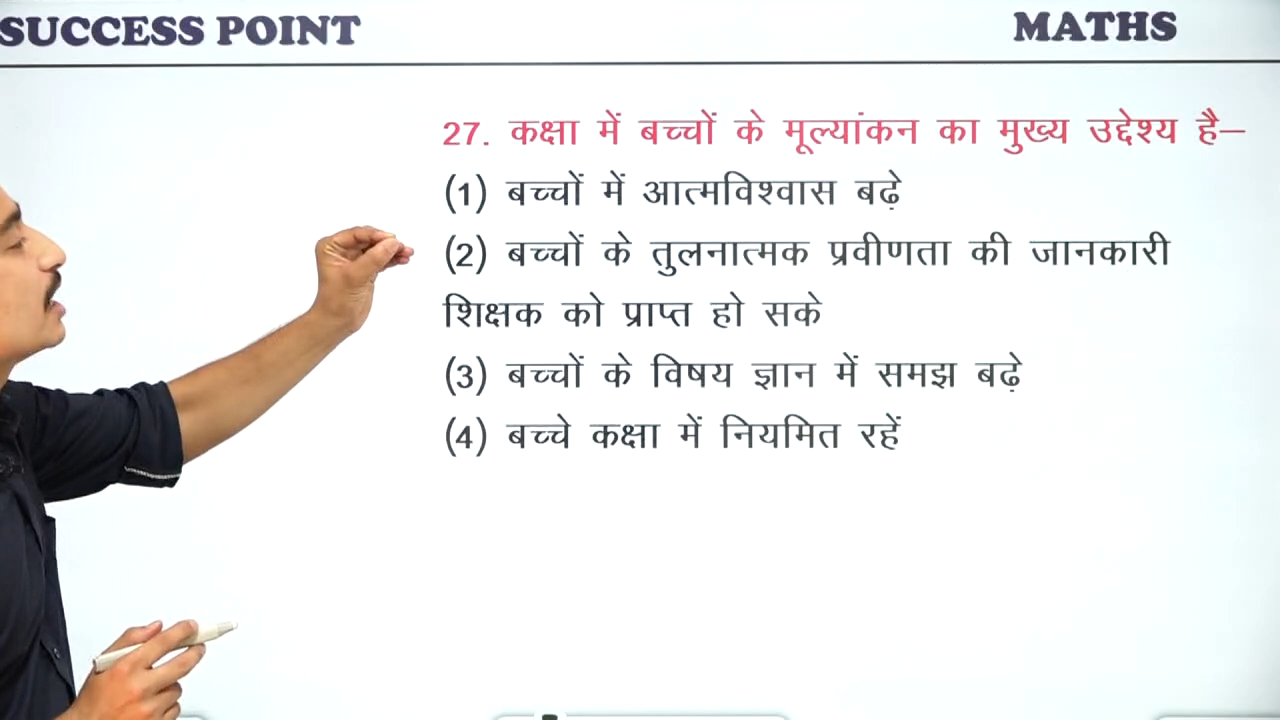 SUCCESS POINT MATHS
27. कक्षा में बच्चों के मूल्यांकन का मुख्य उद्देश्य है–
(1) बच्चों में आत्मविश्वास बढ़े
(2) बच्चों के तुलनात्मक प्रवीणता की जानकारी
शिक्षक को प्राप्त हो सके
(3) बच्चों के विषय ज्ञान में समझ बढ़े
(4) बच्चे कक्षा में नियमित रहें